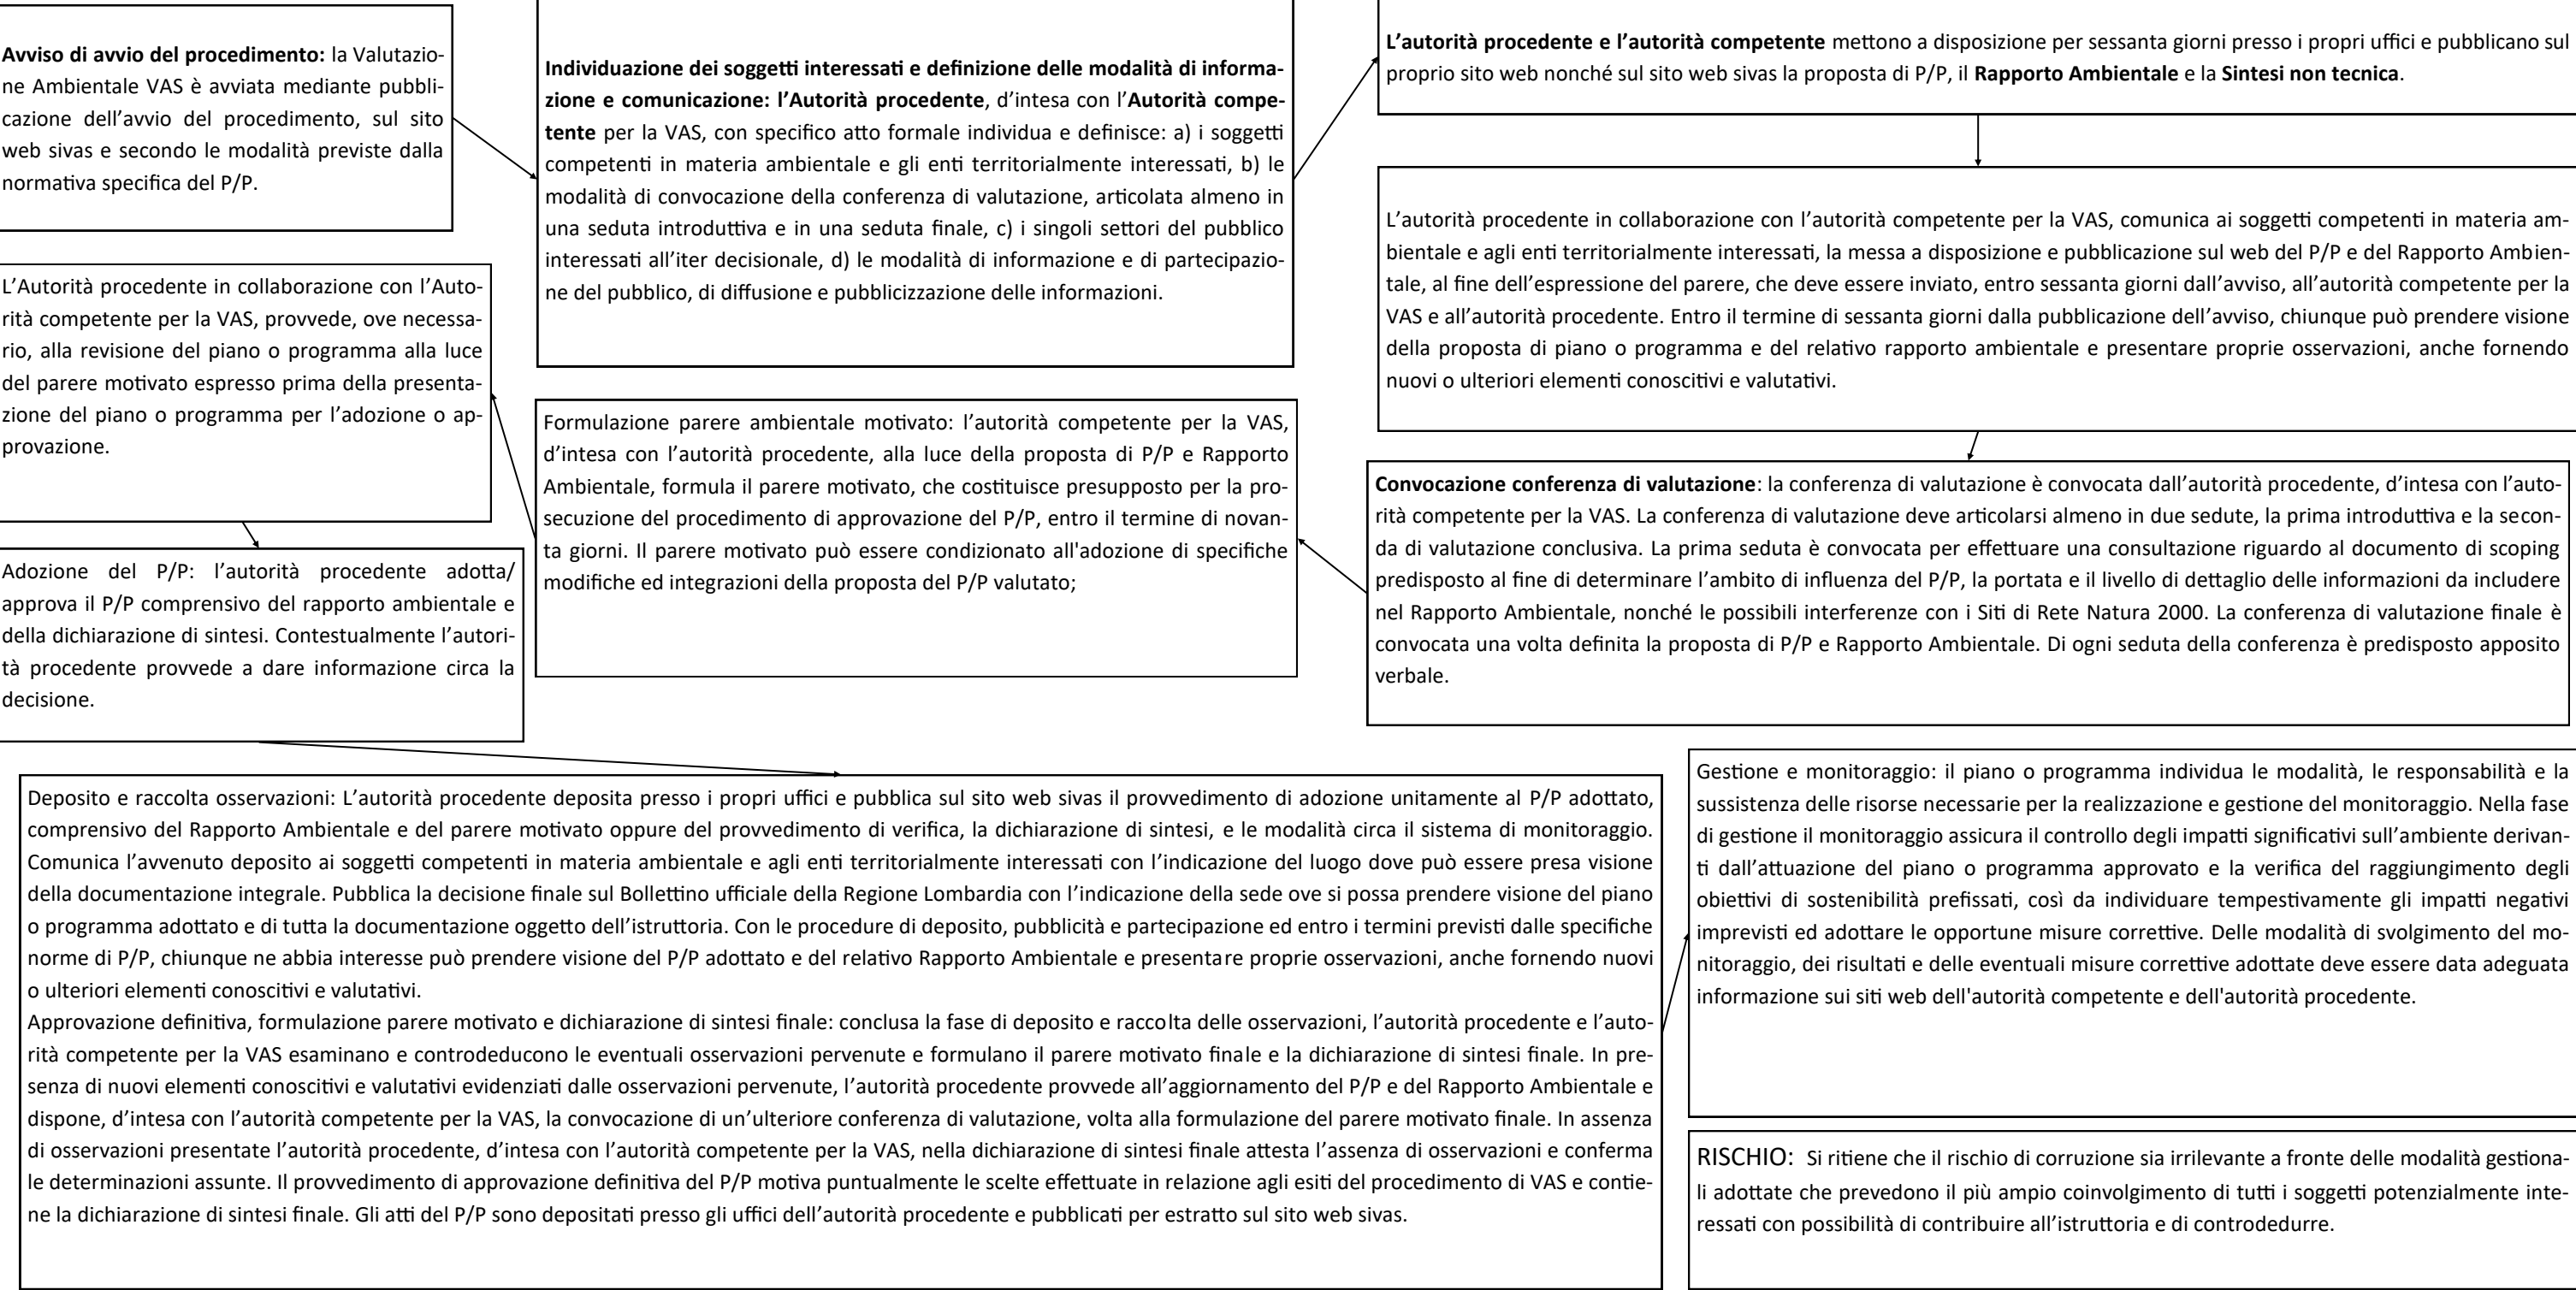 Avviso di avvio del procedimento: la Valutazio-
ne Ambientale VAS è avviata mediante pubbli-
cazione dell'avvio del procedimento, sul sito
web sivas e secondo le modalità previste dalla
normativa specifica del P/P.
Individuazione dei soggetti interessati e definizione delle modalità di informa-
zione e comunicazione: l'Autorità procedente, d'intesa con l'Autorità compe-
tente per la VAS, con specifico atto formale individua e definisce: a) i soggetti
competenti in materia ambientale e gli enti territorialmente interessati, b) le
modalità di convocazione della conferenza di valutazione, articolata almeno in
una seduta introduttiva e in una seduta finale, c) i singoli settori del pubblico
interessati all'iter decisionale, d) le modalità di informazione e di partecipazio-
ne del pubblico, di diffusione e pubblicizzazione delle informazioni.
L'autorità procedente e l'autorità competente mettono a disposizione per sessanta giorni presso i propri uffici e pubblicano sul
proprio sito web nonché sul sito web sivas la proposta di P/P, il Rapporto Ambientale e la Sintesi non tecnica.
L'autorità procedente in collaborazione con l'autorità competente per la VAS, comunica ai soggetti competenti in materia am-
bientale e agli enti territorialmente interessati, la messa a disposizione e pubblicazione sul web del P/P e del Rapporto Ambien-
tale, al fine dell'espressione del parere, che deve essere inviato, entro sessanta giorni dall'avviso, all'autorità competente per la
VAS e all'autorità procedente. Entro il termine di sessanta giorni dalla pubblicazione dell'avviso, chiunque può prendere visione
della proposta di piano o programma e del relativo rapporto ambientale e presentare proprie osservazioni, anche fornendo
nuovi o ulteriori elementi conoscitivi e valutativi.
Convocazione conferenza di valutazione: la conferenza di valutazione è convocata dall'autorità procedente, d'intesa con l'auto-
rità competente per la VAS. La conferenza di valutazione deve articolarsi almeno in due sedute, la prima introduttiva e la secon-
da di valutazione conclusiva. La prima seduta è convocata per effettuare una consultazione riguardo al documento di scoping
predisposto al fine di determinare l'ambito di influenza del P/P, la portata e il livello di dettaglio delle informazioni da includere
nel Rapporto Ambientale, nonché le possibili interferenze con i Siti di Rete Natura 2000. La conferenza di valutazione finale è
convocata una volta definita la proposta di P/P e Rapporto Ambientale. Di ogni seduta della conferenza è predisposto apposito
verbale.
Formulazione parere ambientale motivato: l'autorità competente per la VAS,
d'intesa con l'autorità procedente, alla luce della proposta di P/P e Rapporto
Ambientale, formula il parere motivato, che costituisce presupposto per la pro-
secuzione del procedimento di approvazione del P/P, entro il termine di novan-
ta giorni. Il parere motivato può essere condizionato all'adozione di specifiche
modifiche ed integrazioni della proposta del P/P valutato;
L'Autorità procedente in collaborazione con l'Auto-
rità competente per la VAS, provvede, ove necessa-
rio, alla revisione del piano o programma alla luce
del parere motivato espresso prima della presenta-
zione del piano o programma per l'adozione o ap-
provazione.
Adozione del P/P: l'autorità procedente adotta/
approva il P/P comprensivo del rapporto ambientale e
della dichiarazione di sintesi. Contestualmente l'autori-
tà procedente provvede a dare informazione circa la
decisione.
Deposito e raccolta osservazioni: L'autorità procedente deposita presso i propri uffici e pubblica sul sito web sivas il provvedimento di adozione unitamente al P/P adottato,
comprensivo del Rapporto Ambientale e del parere motivato oppure del provvedimento di verifica, la dichiarazione di sintesi, e le modalità circa il sistema di monitoraggio.
Comunica l'avvenuto deposito ai soggetti competenti in materia ambientale e agli enti territorialmente interessati con l'indicazione del luogo dove può essere presa visione
della documentazione integrale. Pubblica la decisione finale sul Bollettino ufficiale della Regione Lombardia con l'indicazione della sede ove si possa prendere visione del piano
o programma adottato e di tutta la documentazione oggetto dell'istruttoria. Con le procedure di deposito, pubblicità e partecipazione ed entro i termini previsti dalle specifiche
norme di P/P, chiunque ne abbia interesse può prendere visione del P/P adottato e del relativo Rapporto Ambientale e presentare proprie osservazioni, anche fornendo nuovi
o ulteriori elementi conoscitivi e valutativi.
Approvazione definitiva, formulazione parere motivato e dichiarazione di sintesi finale: conclusa la fase di deposito e raccolta delle osservazioni, l'autorità procedente e l'auto-
rità competente per la VAS esaminano e controdeducono le eventuali osservazioni pervenute e formulano il parere motivato finale e la dichiarazione di sintesi finale. In pre-
senza di nuovi elementi conoscitivi e valutativi evidenziati dalle osservazioni pervenute, l'autorità procedente provvede all'aggiornamento del P/P e del Rapporto Ambientale e
dispone, d'intesa con l'autorità competente per la VAS, la convocazione di un'ulteriore conferenza di valutazione, volta alla formulazione del parere motivato finale. In assenza
di osservazioni presentate l'autorità procedente, d'intesa con l'autorità competente per la VAS, nella dichiarazione di sintesi finale attesta l'assenza di osservazioni e conferma
le determinazioni assunte. Il provvedimento di approvazione definitiva del P/P motiva puntualmente le scelte effettuate in relazione agli esiti del procedimento di VAS e contie-
ne la dichiarazione di sintesi finale. Gli atti del P/P sono depositati presso gli uffici dell'autorità procedente e pubblicati per estratto sul sito web sivas.
Gestione e monitoraggio: il piano o programma individua le modalità, le responsabilità e la
sussistenza delle risorse necessarie per la realizzazione e gestione del monitoraggio. Nella fase
di gestione il monitoraggio assicura il controllo degli impatti significativi sull'ambiente derivan-
ti dall'attuazione del piano o programma approvato e la verifica del raggiungimento degli
obiettivi di sostenibilità prefissati, così da individuare tempestivamente gli impatti negativi
imprevisti ed adottare le opportune misure correttive. Delle modalità di svolgimento del mo-
nitoraggio, dei risultati e delle eventuali misure correttive adottate deve essere data adeguata
informazione sui siti web dell'autorità competente e dell'autorità procedente.
RISCHIO: Si ritiene che il rischio di corruzione sia irrilevante a fronte delle modalità gestiona-
li adottate che prevedono il più ampio coinvolgimento di tutti i soggetti potenzialmente inte-
ressati con possibilità di contribuire all'istruttoria e di controdedurre.